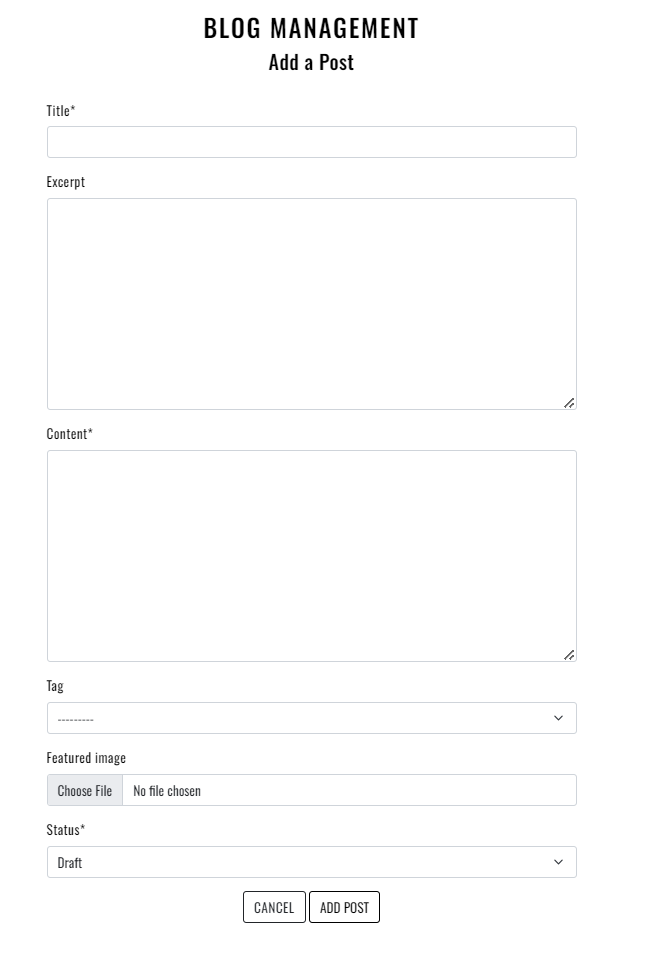 BLOG MANAGEMENT
Add a Post
Title*
Excerpt
Content*
Tag
---------
Featured image
Choose File No file chosen
Status*
Draft
CANCEL ADD POST